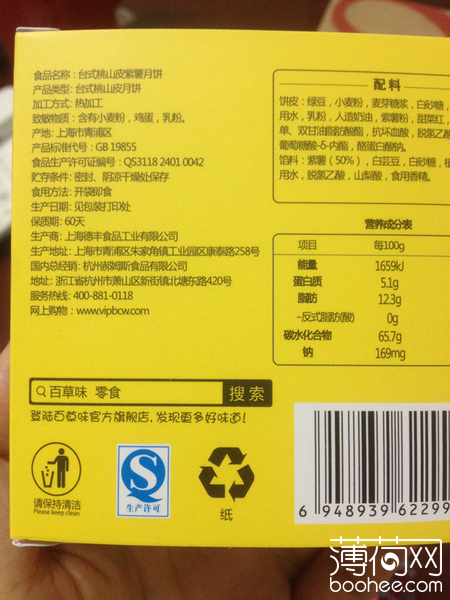 食品名称：台式桃山皮紫薯月饼
产品类型：台式桃山皮月饼
加工方式：热加工
致敏物质：含有小麦粉，鸡蛋，乳粉。
产地：上海市青浦区
产品标准代号：GB 19855
食品生产许可证编号：QS3118 2401 0042
贮存条件：密封、阴凉干燥处保存
食用方法：开袋即食
生产日期：见包装打印处
保质期：60天
生产商：上海德丰食品工业有限公司
生产地址：上海市青浦区朱家角镇工业园区康泰路258号
国内总经销：杭州郝姆斯食品有限公司
地址：浙江省杭州市萧山区新街镇北塘东路420号
服务热线：400-881-0118
网上购物：www.vipbcw.com
百草味 零食 搜索
登陆百草味官方旗舰店，发现更多好味道！
请保持清洁
Please keep clean
生产许可
纸
配料
饼皮：绿豆，小麦粉，麦芽糖浆，白砂糖，
用水，乳粉，人造奶油，紫薯粉，甜菜红，
单、双甘油脂肪酸酯，抗坏血酸，脱氢乙酸
葡萄糖酸-δ-内酯，酪蛋白酸钠。
馅料：紫薯（50%），白芸豆，白砂糖，植
用水，脱氢乙酸，山梨酸，食用香精。
营养成分表
项目 每100g
能量 1659kJ
蛋白质 5.1g
脂肪 12.3g
-反式脂肪(酸) 0g
碳水化合物 65.7g
钠 169mg
6 948939 62299
薄荷网
boohee.com